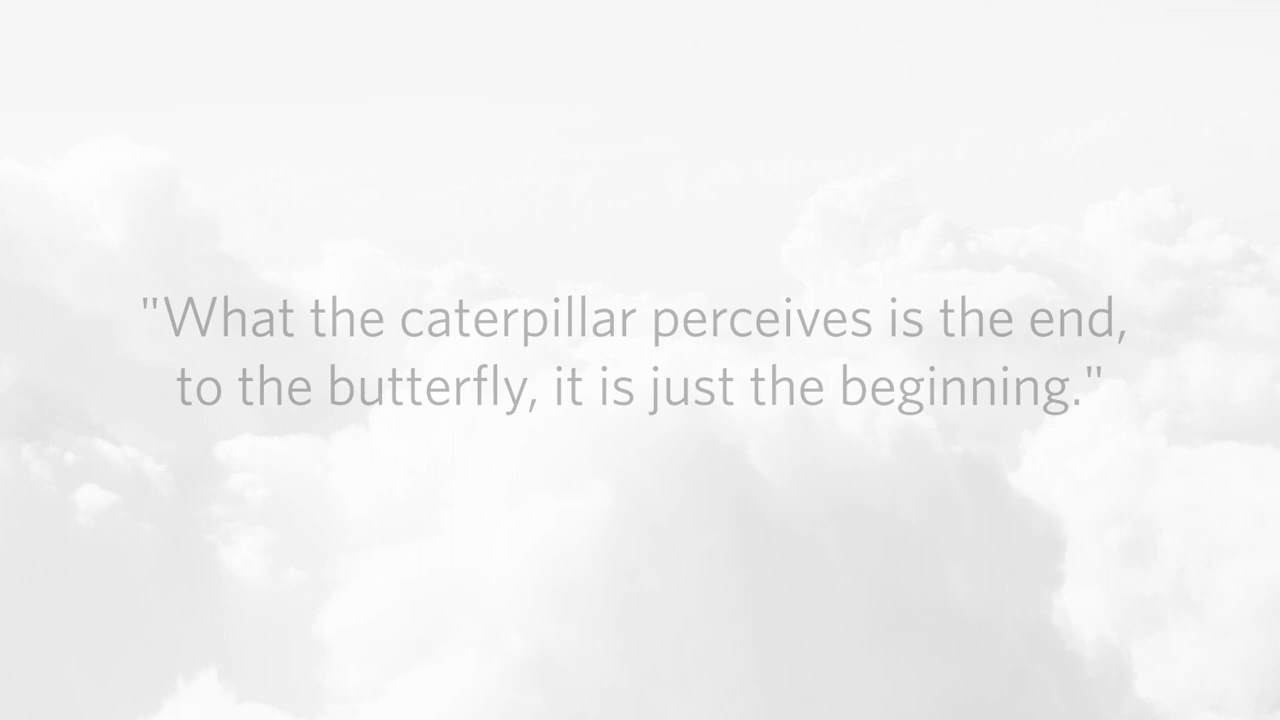 "What the caterpillar perceives is the end,
to the butterfly, it is just the beginning."